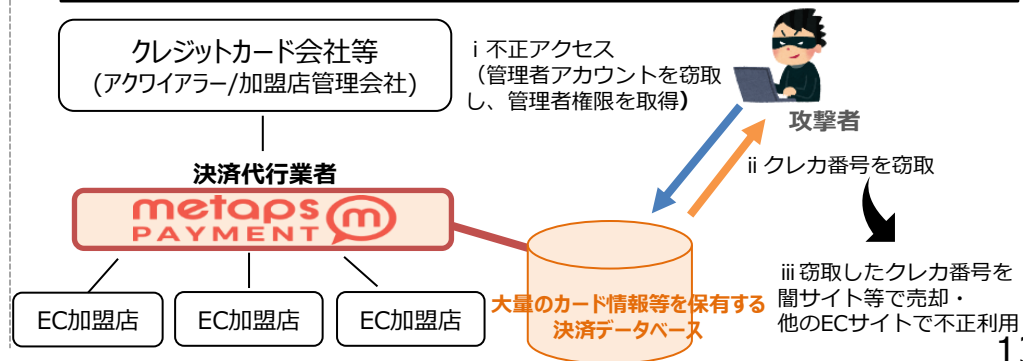 クレジットカード会社等
(アクワイアラー/加盟店管理会社)
ⅰ 不正アクセス
（管理者アカウントを窃取
し、管理者権限を取得）
攻撃者
ⅱ クレカ番号を窃取
決済代行業者
metaps m
PAYMENT
ⅲ 窃取したクレカ番号を
闇サイト等で売却・
他のECサイトで不正利用
大量のカード情報等を保有する
決済データベース
EC加盟店
EC加盟店
EC加盟店